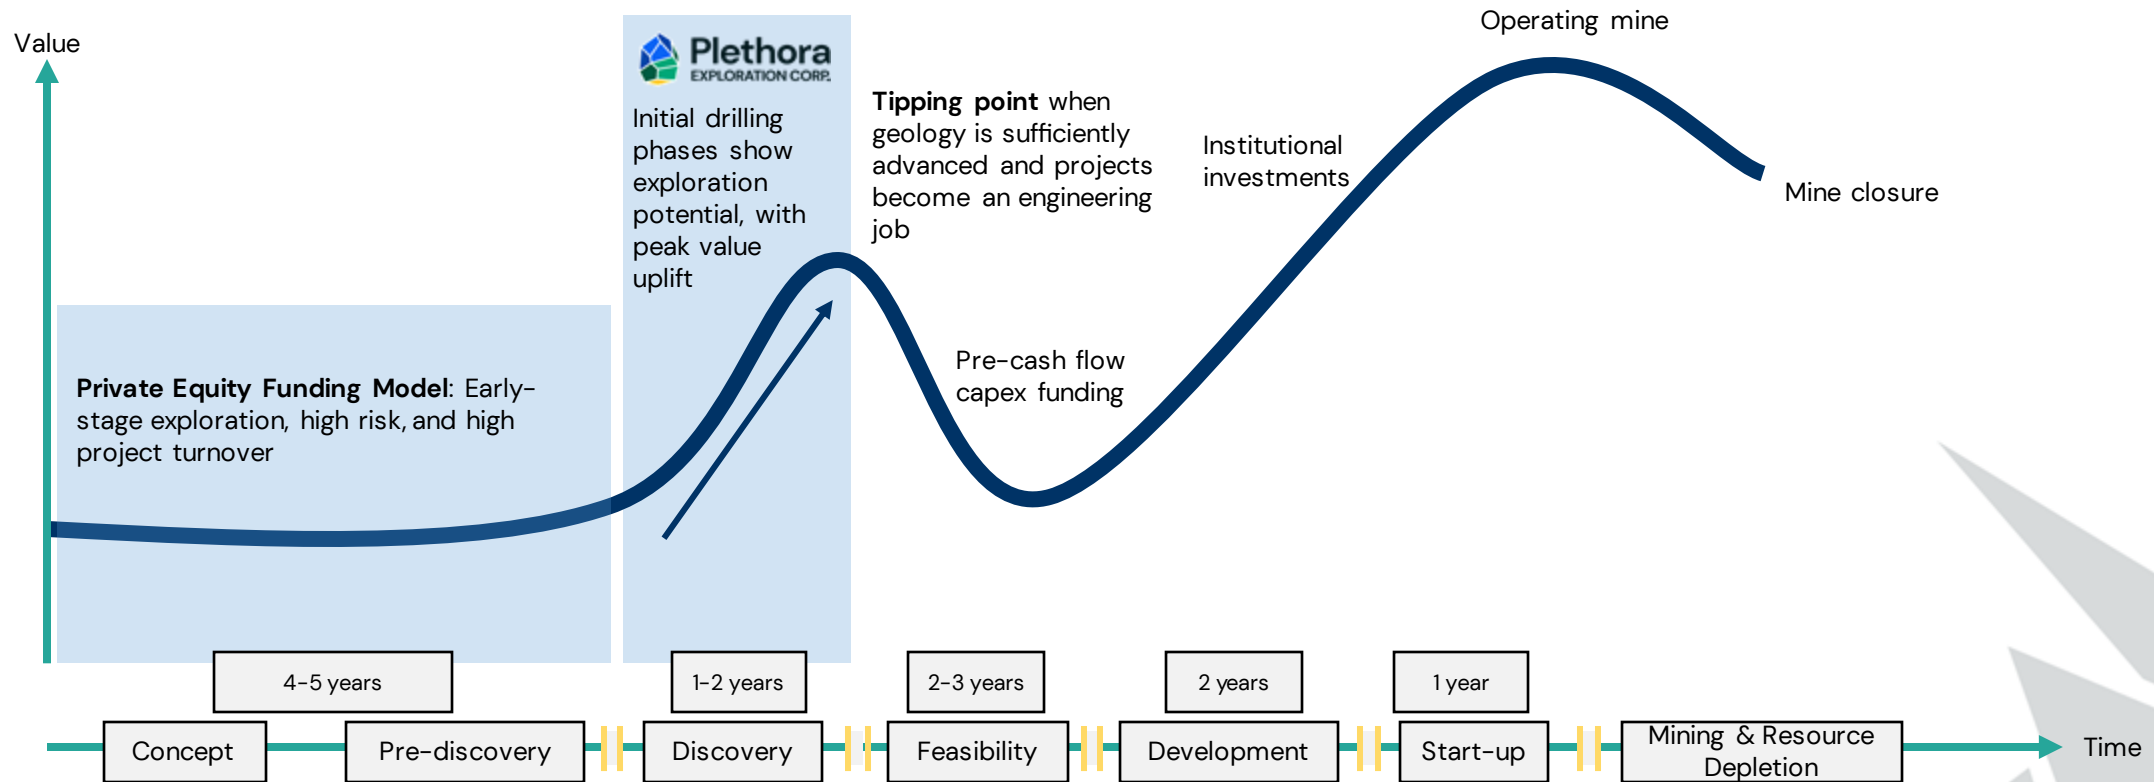 Value
Plethora
EXPLORATION CORP.
Initial drilling
phases show
exploration
potential, with
peak value
uplift
Tipping point when
geology is sufficiently
advanced and projects
become an engineering
job
Operating mine
Institutional
investments
Mine closure
Pre-cash flow
capex funding
Private Equity Funding Model: Early-
stage exploration, high risk, and high
project turnover
4-5 years
1-2 years
2-3 years
2 years
1 year
Concept
Pre-discovery
Discovery
Feasibility
Development
Start-up
Mining & Resource
Depletion
Time